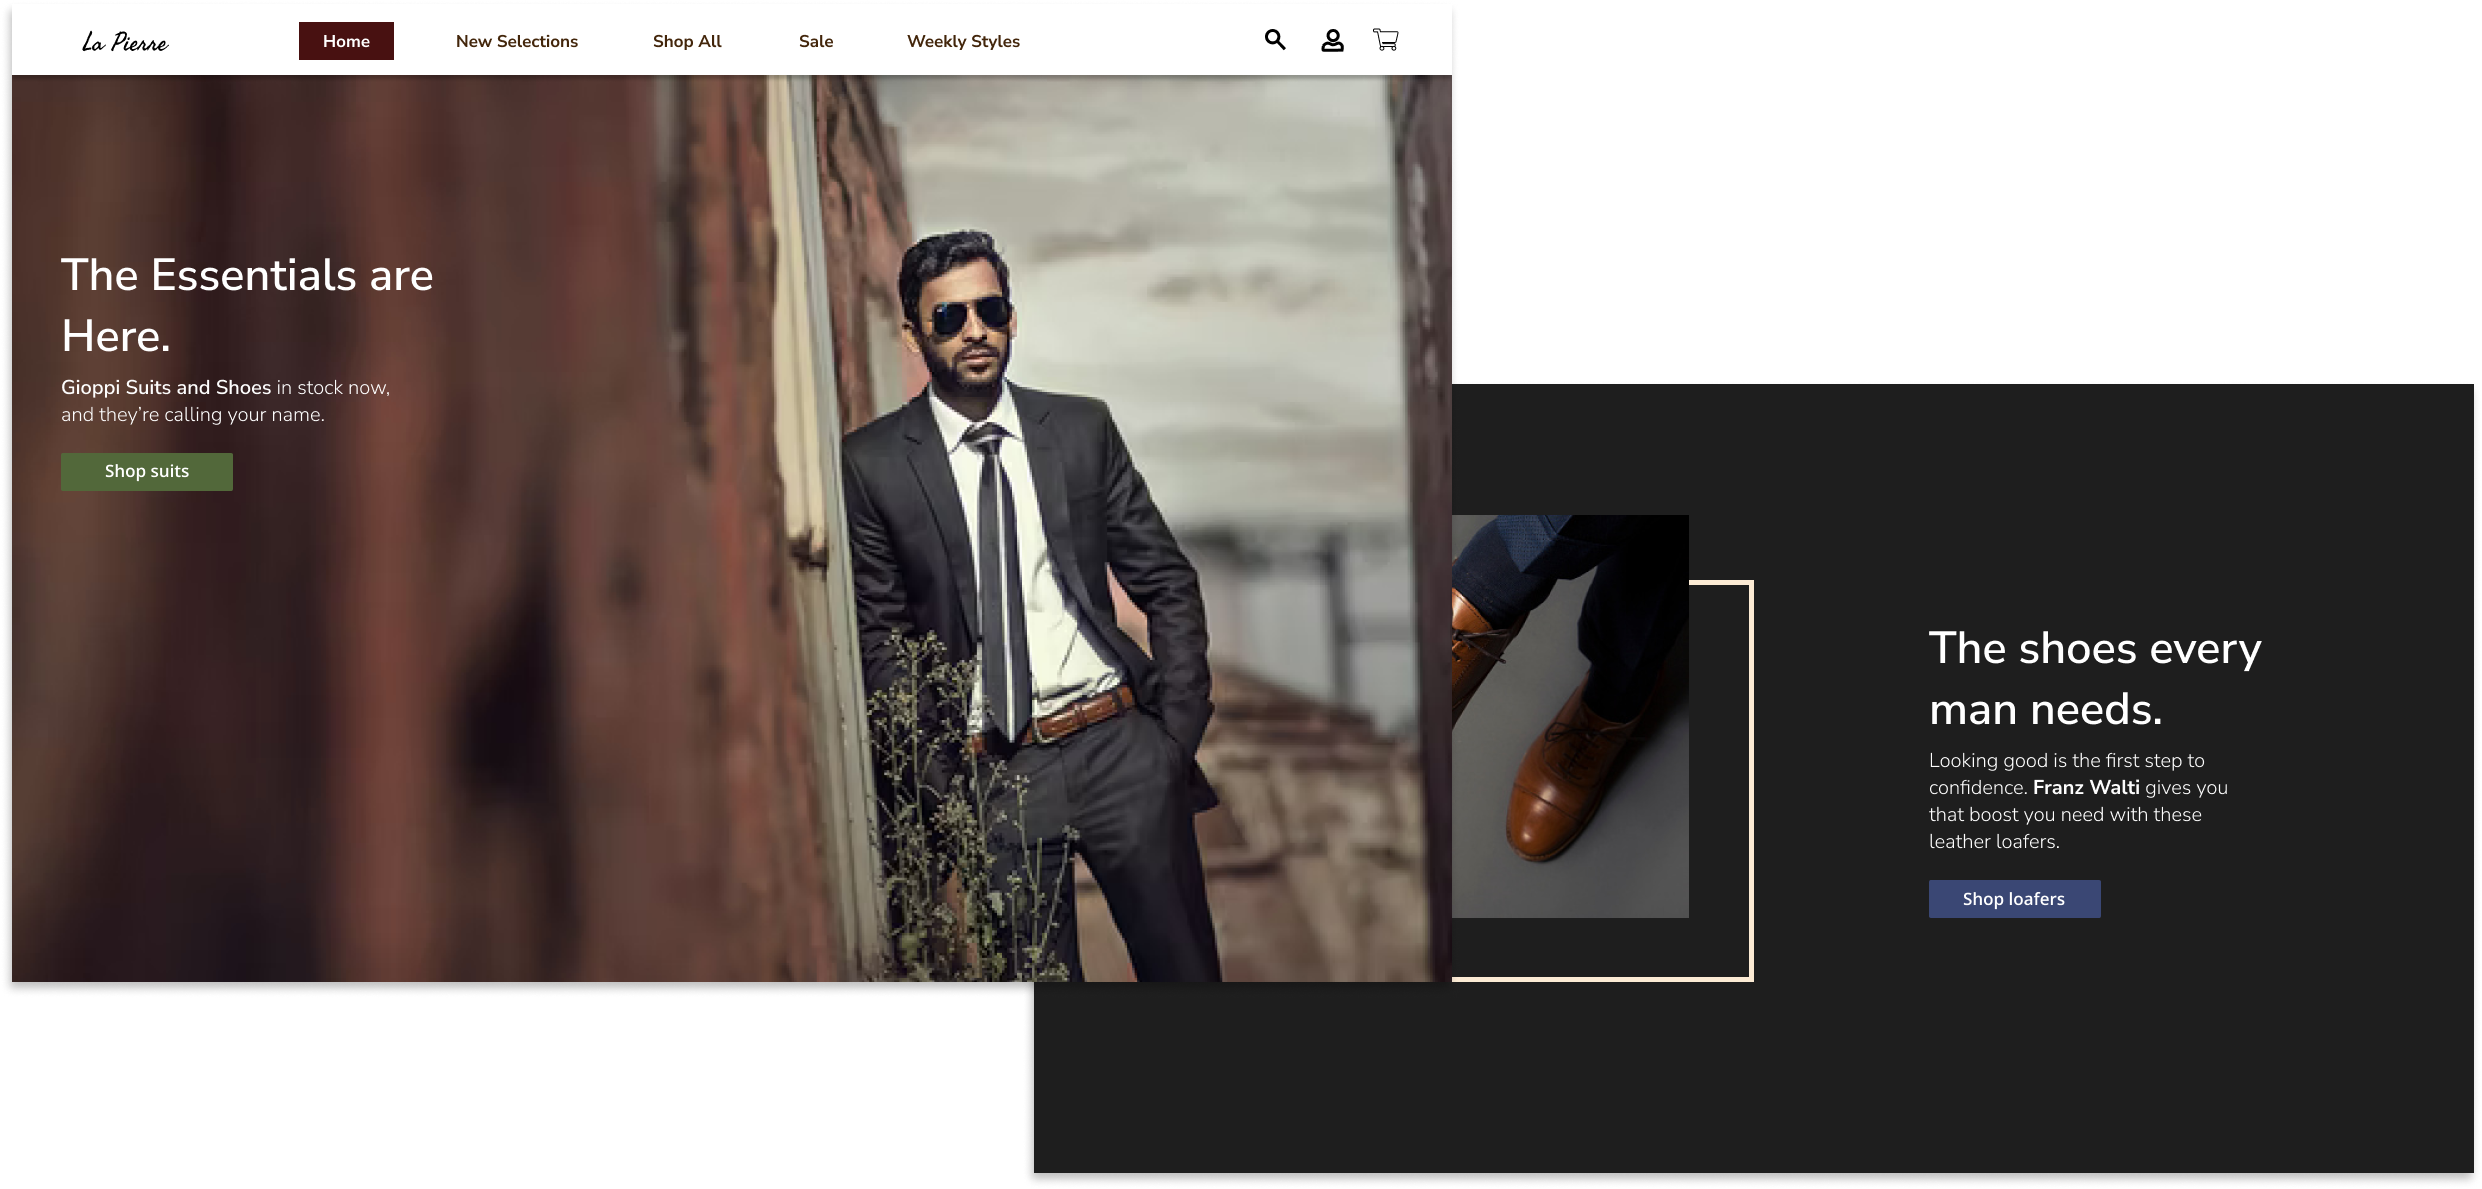 La Pierre
Home
New Selections
Shop All
Sale
Weekly Styles
The Essentials are
Here.
Gioppi Suits and Shoes in stock now,
and they’re calling your name.
Shop suits
The shoes every
man needs.
Looking good is the first step to
confidence. Franz Walti gives you
that boost you need with these
leather loafers.
Shop loafers